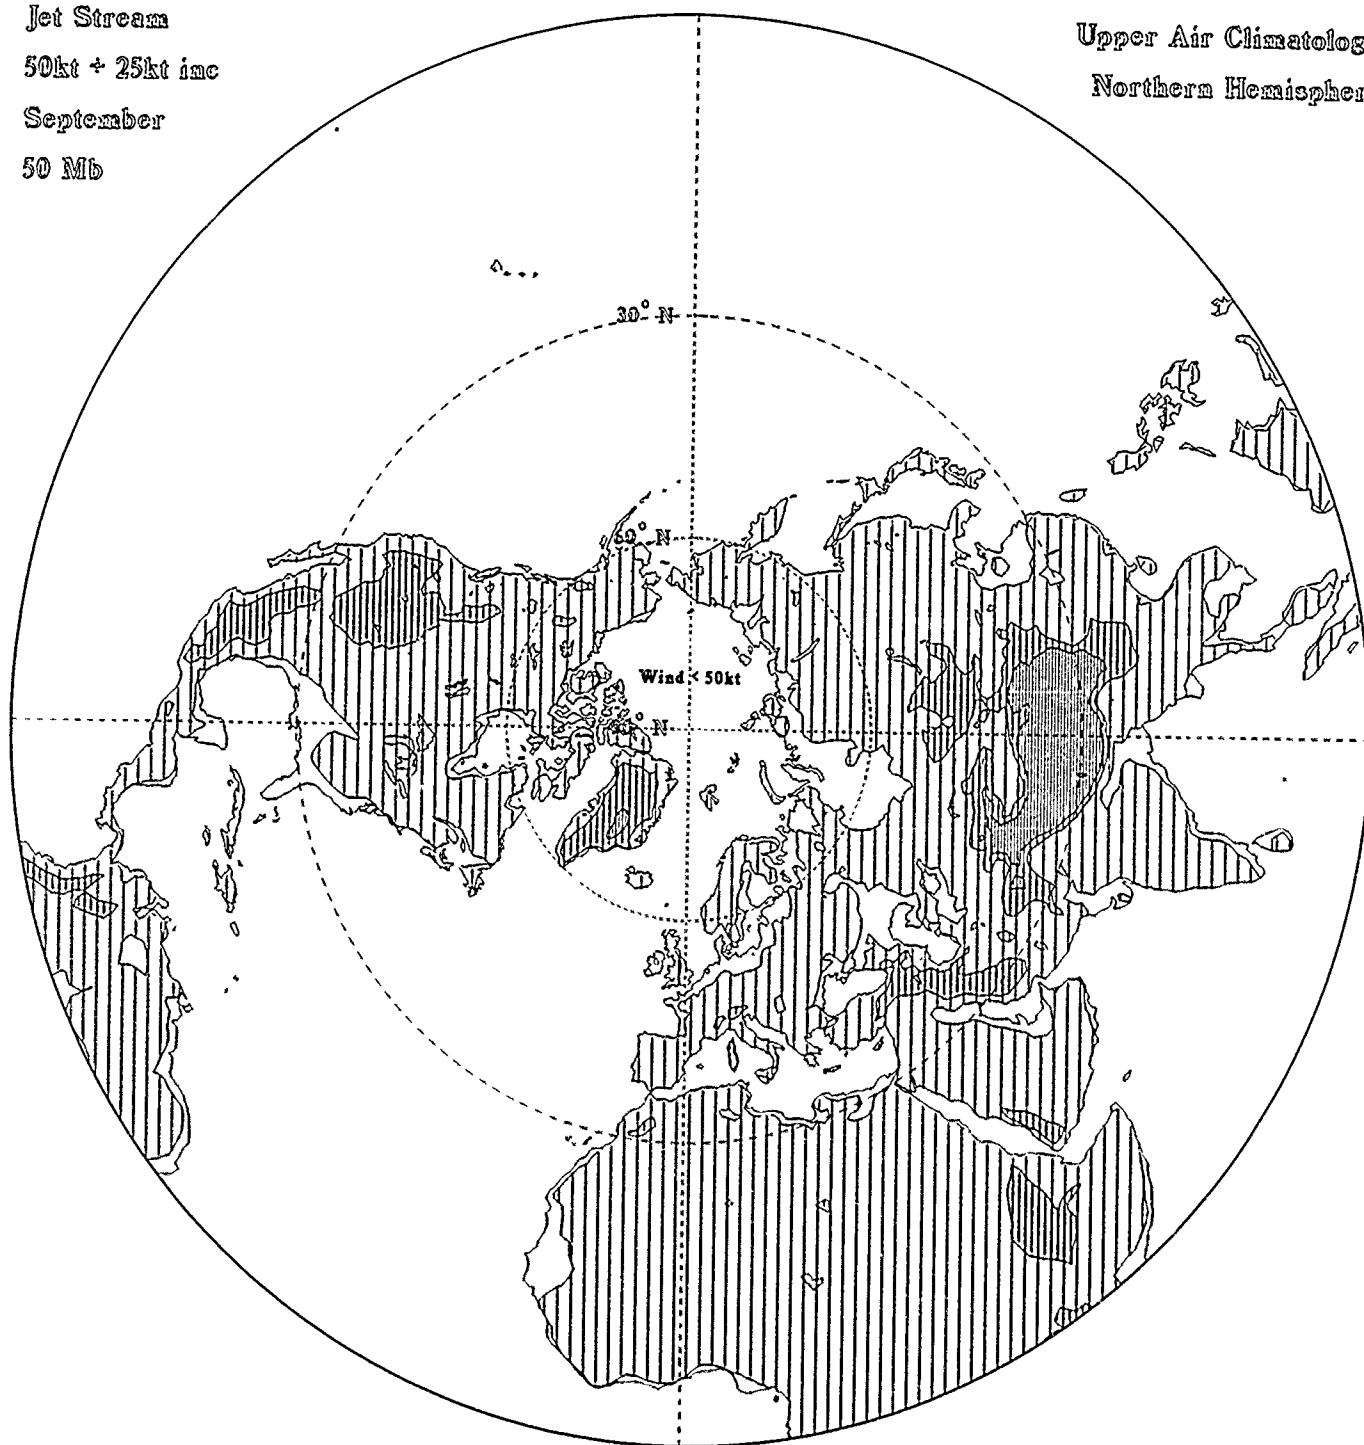 Jet Stream
50kt + 25kt inc
September
50 Mb
Upper Air Climatolog
Northern Hemispher
30° N
60° N
Wind < 50kt
° N